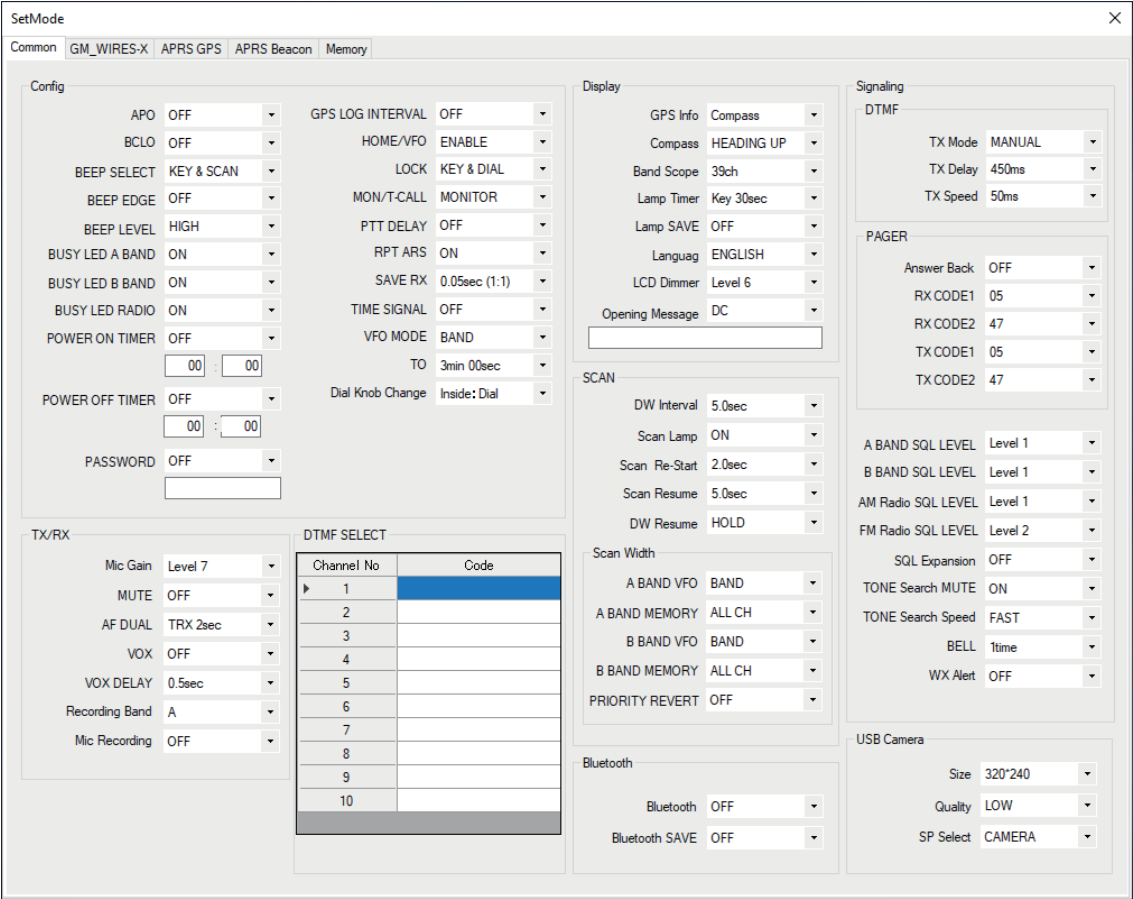 SetMode
Common GM_WIRES-X APRS GPS APRS Beacon Memory
Config
APO OFF
BCLO OFF
BEEP SELECT KEY & SCAN
BEEP EDGE OFF
BEEP LEVEL HIGH
BUSY LED A BAND ON
BUSY LED B BAND ON
BUSY LED RADIO ON
POWER ON TIMER OFF
00 : 00
POWER OFF TIMER OFF
00 : 00
PASSWORD OFF
GPS LOG INTERVAL OFF
HOME/VFO ENABLE
LOCK KEY & DIAL
MON/T-CALL MONITOR
PTT DELAY OFF
RPT ARS ON
SAVE RX 0.05sec (1:1)
TIME SIGNAL OFF
VFO MODE BAND
TO 3min 00sec
Dial Knob Change Inside: Dial
TX/RX
Mic Gain Level 7
MUTE OFF
AF DUAL TRX 2sec
VOX OFF
VOX DELAY 0.5sec
Recording Band A
Mic Recording OFF
DTMF SELECT
Channel No Code
1
2
3
4
5
6
7
8
9
10
Display
GPS Info Compass
Compass HEADING UP
Band Scope 39ch
Lamp Timer Key 30sec
Lamp SAVE OFF
Languag ENGLISH
LCD Dimmer Level 6
Opening Message DC
SCAN
DW Interval 5.0sec
Scan Lamp ON
Scan Re-Start 2.0sec
Scan Resume 5.0sec
DW Resume HOLD
Scan Width
A BAND VFO BAND
A BAND MEMORY ALL CH
B BAND VFO BAND
B BAND MEMORY ALL CH
PRIORITY REVERT OFF
Bluetooth
Bluetooth OFF
Bluetooth SAVE OFF
Signaling
DTMF
TX Mode MANUAL
TX Delay 450ms
TX Speed 50ms
PAGER
Answer Back OFF
RX CODE1 05
RX CODE2 47
TX CODE1 05
TX CODE2 47
A BAND SQL LEVEL Level 1
B BAND SQL LEVEL Level 1
AM Radio SQL LEVEL Level 1
FM Radio SQL LEVEL Level 2
SQL Expansion OFF
TONE Search MUTE ON
TONE Search Speed FAST
BELL 1time
WX Alert OFF
USB Camera
Size 320*240
Quality LOW
SP Select CAMERA